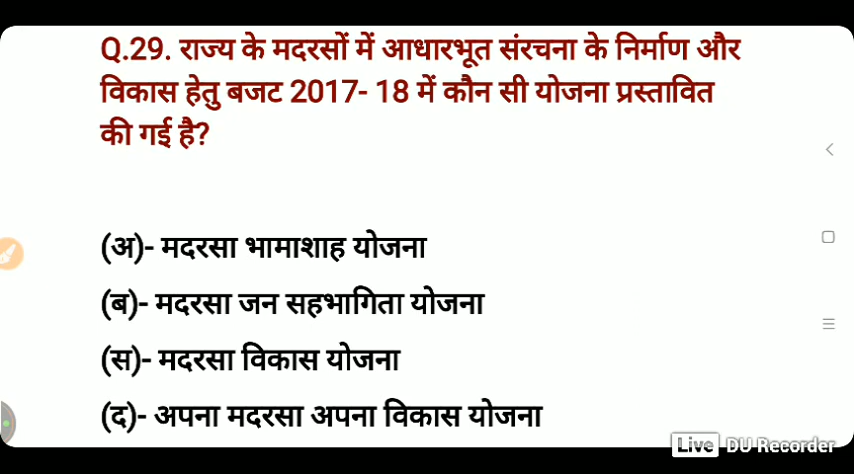 Q.29. राज्य के मदरसों में आधारभूत संरचना के निर्माण और
विकास हेतु बजट 2017- 18 में कौन सी योजना प्रस्तावित
की गई है?
(अ)- मदरसा भामाशाह योजना
(ब)- मदरसा जन सहभागिता योजना
(स)- मदरसा विकास योजना
(द)- अपना मदरसा अपना विकास योजना
Live DU Recorder